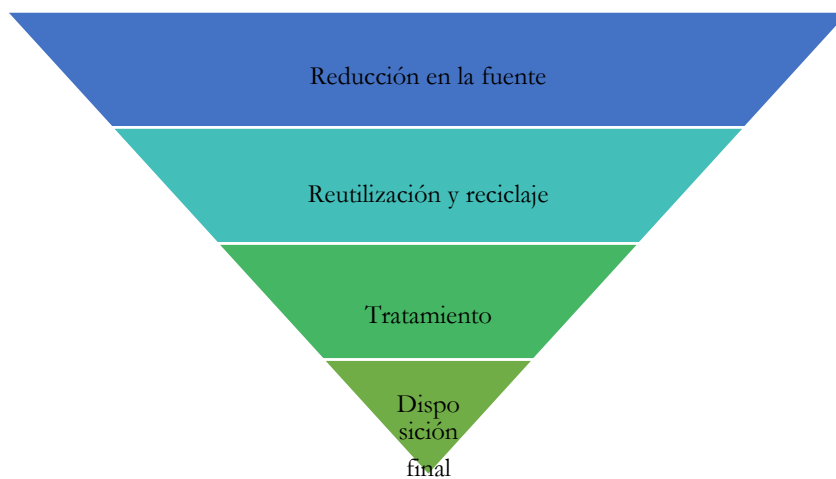 Reducción en la fuente
Reutilización y reciclaje
Tratamiento
Dispo
sición
final